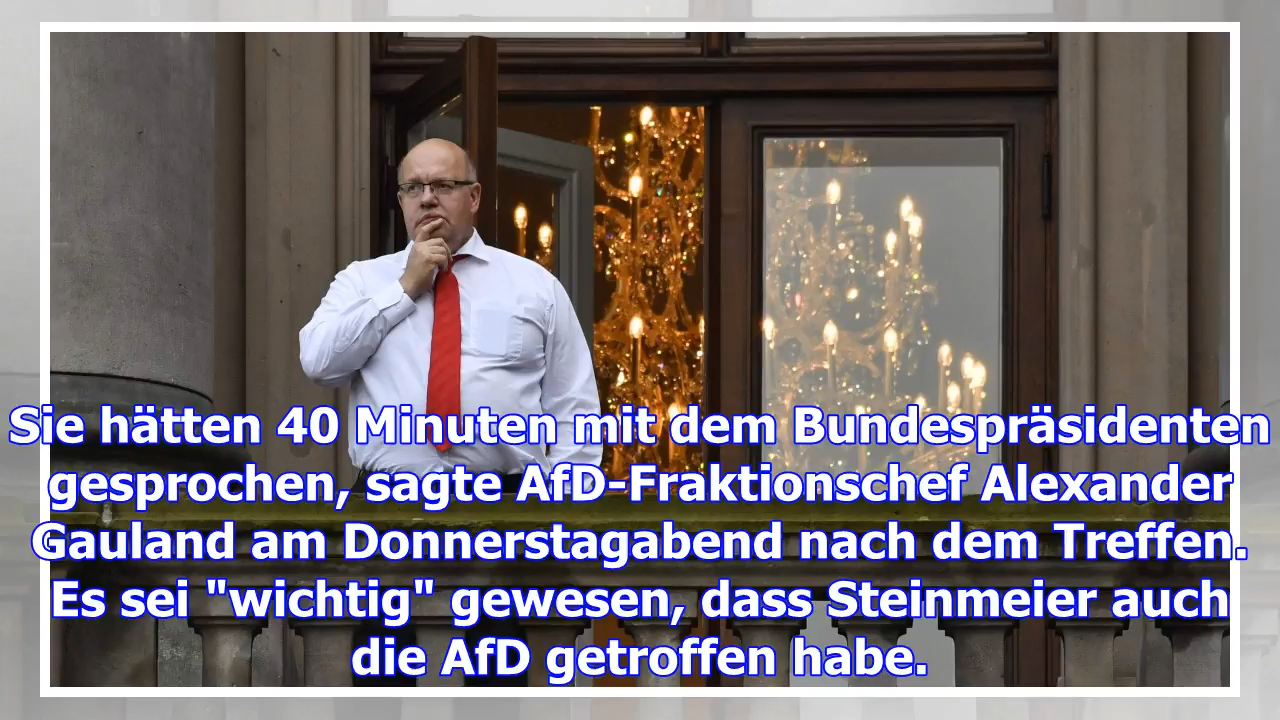 Sie hätten 40 Minuten mit dem Bundespräsidenten
gesprochen, sagte AfD-Fraktionschef Alexander
Gauland am Donnerstagabend nach dem Treffen.
Es sei "wichtig" gewesen, dass Steinmeier auch
die AfD getroffen habe.